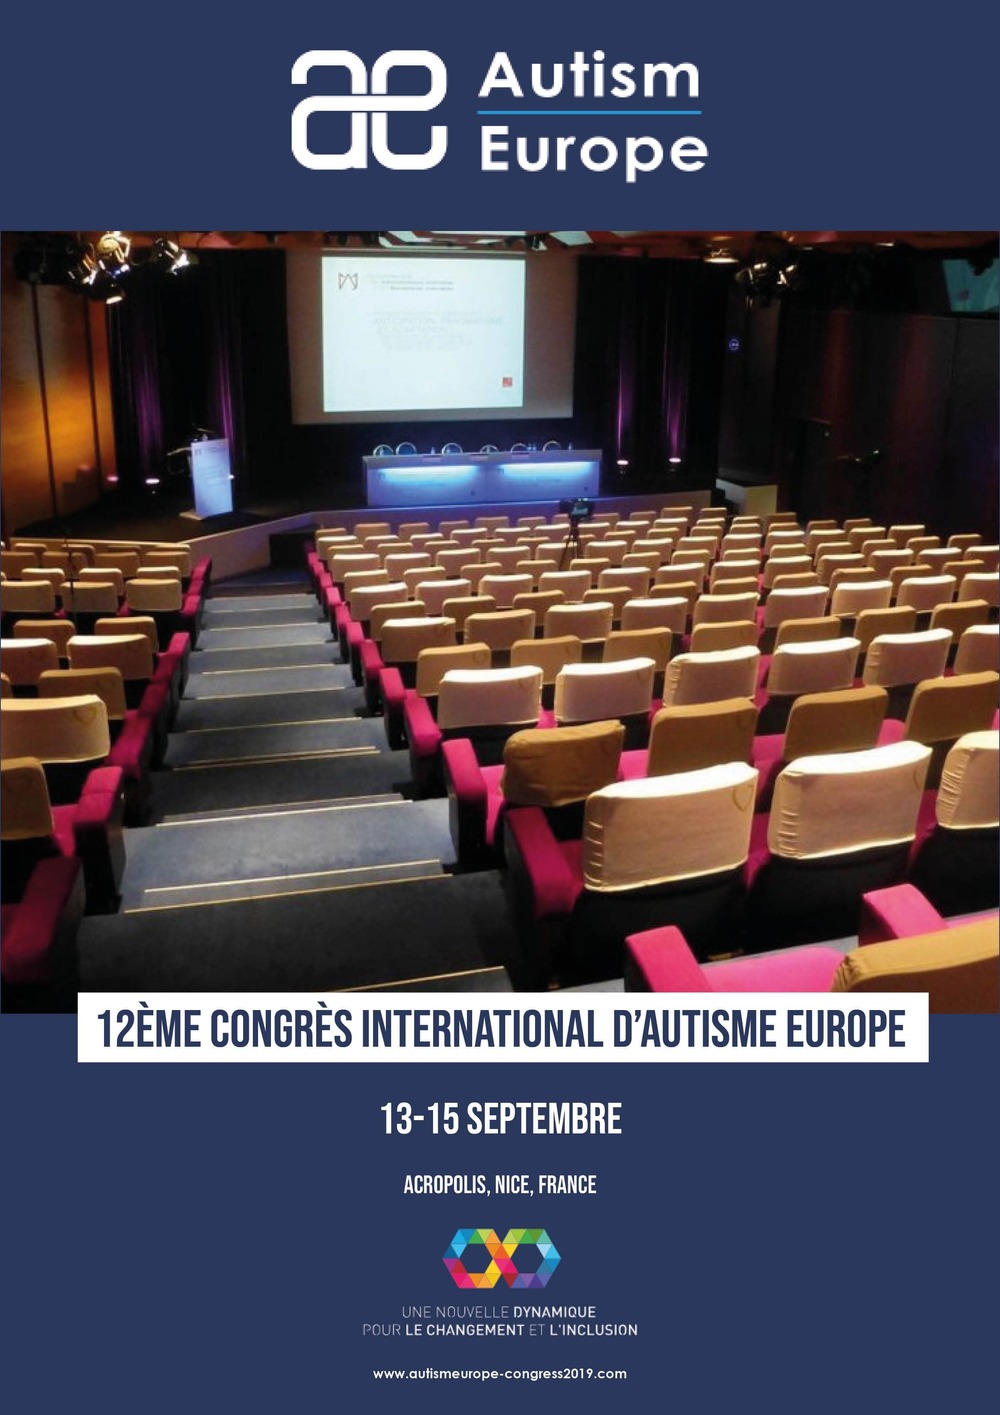 ae
Autism
Europe
12ÈME CONGRÈS INTERNATIONAL D'AUTISME EUROPE
13-15 SEPTEMBRE
ACROPOLIS, NICE, FRANCE
UNE NOUVELLE DYNAMIQUE
POUR LE CHANGEMENT ET L'INCLUSION
www.autismeurope-congress2019.com